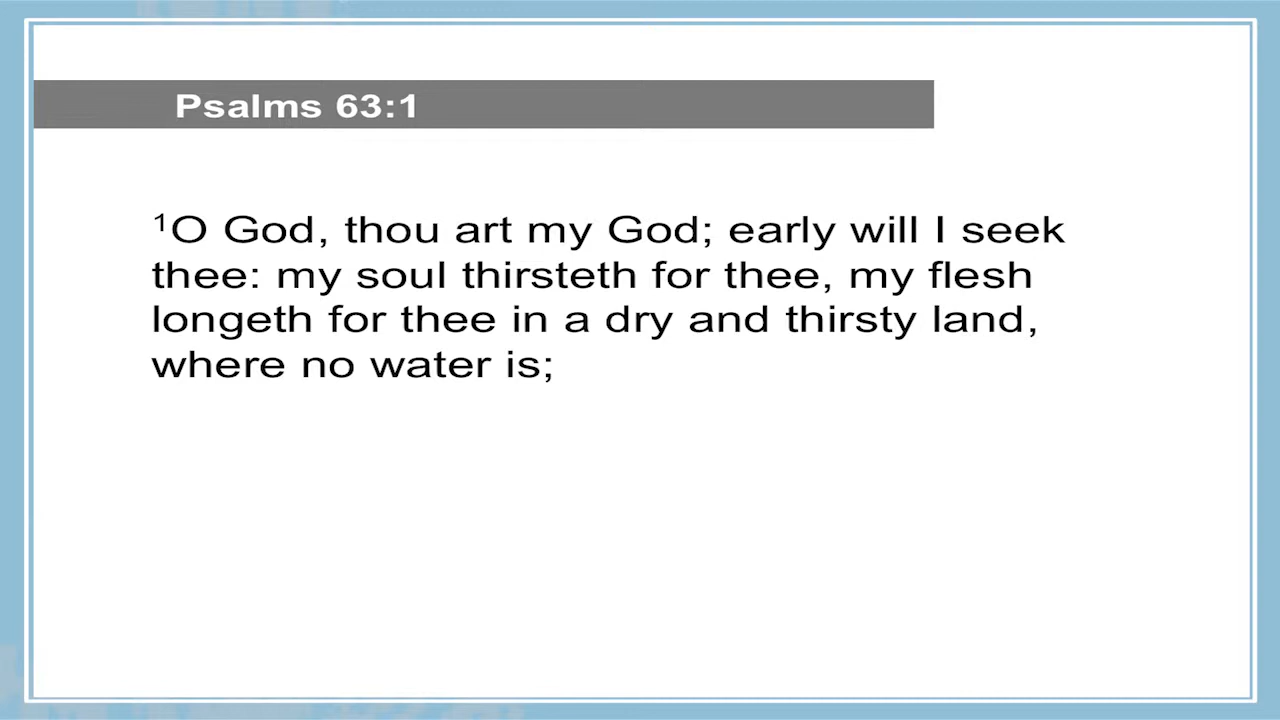 Psalms 63:1
¹O God, thou art my God; early will I seek
thee: my soul thirsteth for thee, my flesh
longeth for thee in a dry and thirsty land,
where no water is;